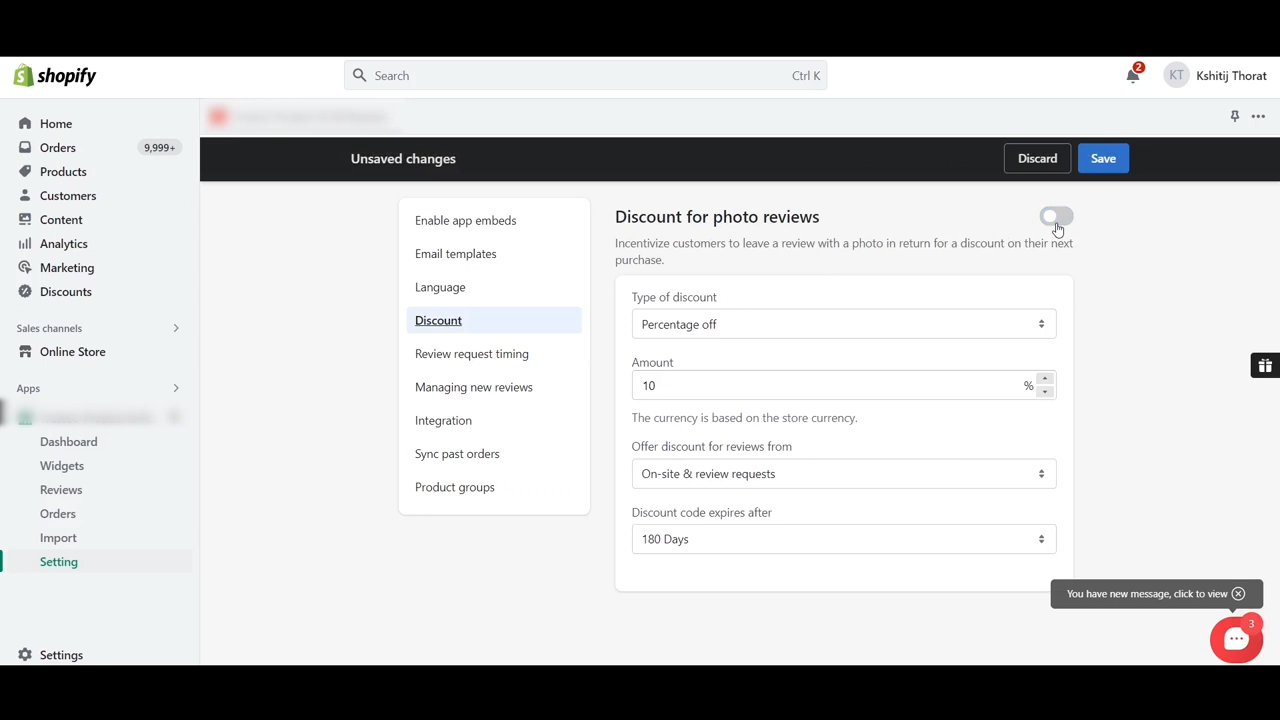 shopify
Search
Ctrl K
2
KT
Kshitij Thorat
Home
Orders
9,999+
Products
Customers
Content
Analytics
Marketing
Discounts
Sales channels
Online Store
Apps
Dashboard
Widgets
Reviews
Orders
Import
Setting
Settings
Unsaved changes
Discard
Save
Enable app embeds
Email templates
Language
Discount
Review request timing
Managing new reviews
Integration
Sync past orders
Product groups
Discount for photo reviews
Incentivize customers to leave a review with a photo in return for a discount on their next
purchase.
Type of discount
Percentage off
Amount
10
%
The currency is based on the store currency.
Offer discount for reviews from
On-site & review requests
Discount code expires after
180 Days
You have new message, click to view
3